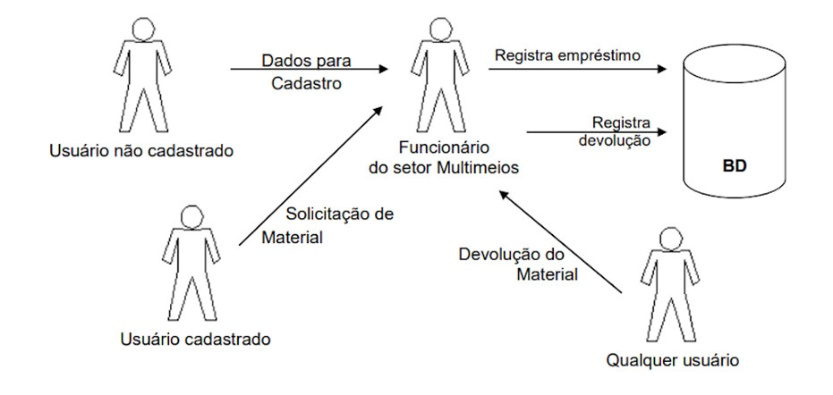 Dados para
Cadastro
Registra empréstimo
Usuário não cadastrado
Funcionário
do setor Multimeios
Registra
devolução
BD
Solicitação de
Material
Devolução do
Material
Usuário cadastrado
Qualquer usuário